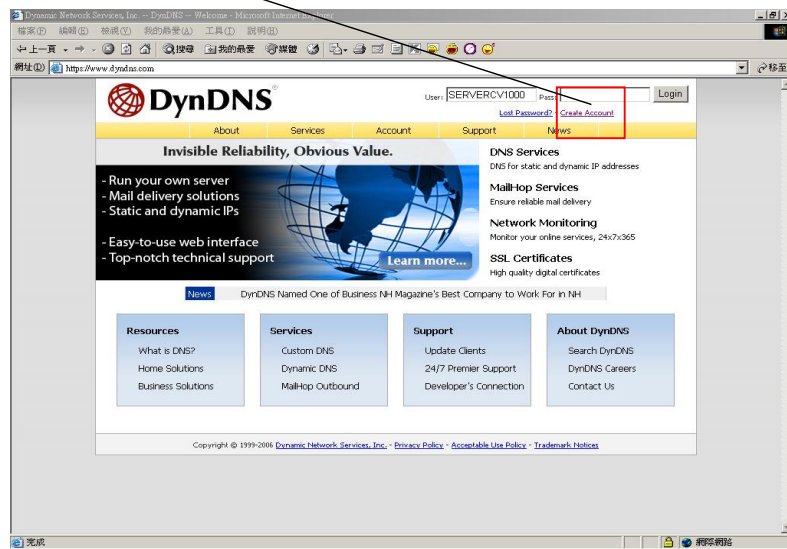 Dynamic Network Services, Inc. -- DynDNS -- Welcome - Microsoft Internet Explorer
檔案(F) 編輯(E) 檢視(V) 我的最愛(A) 工具(T) 說明(H)
上一頁 搜尋 我的最愛 媒體
網址(D) https://www.dyndns.com 移至
DynDNS
User: SERVERCV1000 Pass: Login
Lost Password? - Create Account
About Services Account Support News
Invisible Reliability, Obvious Value.
- Run your own server
- Mail delivery solutions
- Static and dynamic IPs
- Easy-to-use web interface
- Top-notch technical support
Learn more...
DNS Services
DNS for static and dynamic IP addresses
MailHop Services
Ensure reliable mail delivery
Network Monitoring
Monitor your online services, 24x7x365
SSL Certificates
High quality digital certificates
News DynDNS Named One of Business NH Magazine's Best Company to Work For in NH
Resources
What is DNS?
Home Solutions
Business Solutions
Services
Custom DNS
Dynamic DNS
MailHop Outbound
Support
Update Clients
24/7 Premier Support
Developer's Connection
About DynDNS
Search DynDNS
DynDNS Careers
Contact Us
Copyright © 1999-2006 Dynamic Network Services, Inc. - Privacy Policy - Acceptable Use Policy - Trademark Notices
完成 網際網路